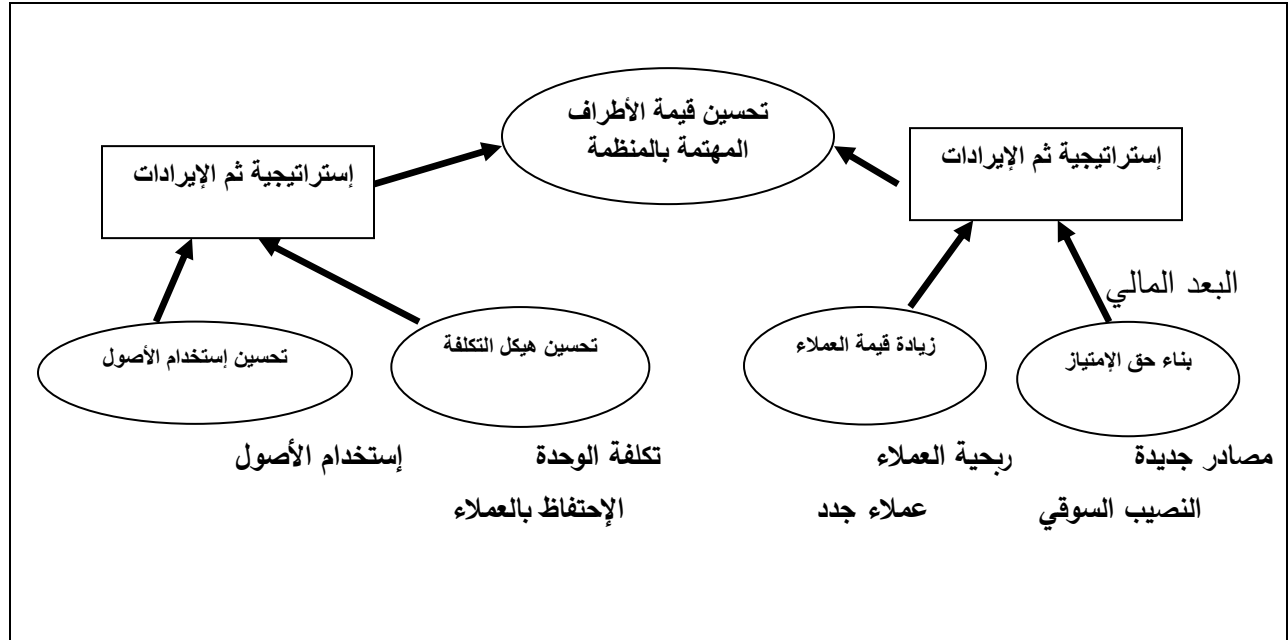 تحسين قيمة الأطراف
المهتمة بالمنظمة
إستراتيجية ثم الإيرادات
إستراتيجية ثم الإيرادات
البعد المالي
بناء حق الإمتياز
زيادة قيمة العملاء
تحسين هيكل التكلفة
تحسين إستخدام الأصول
مصادر جديدة
ربحية العملاء
تكلفة الوحدة
إستخدام الأصول
النصيب السوقي
عملاء جدد
الإحتفاظ بالعملاء